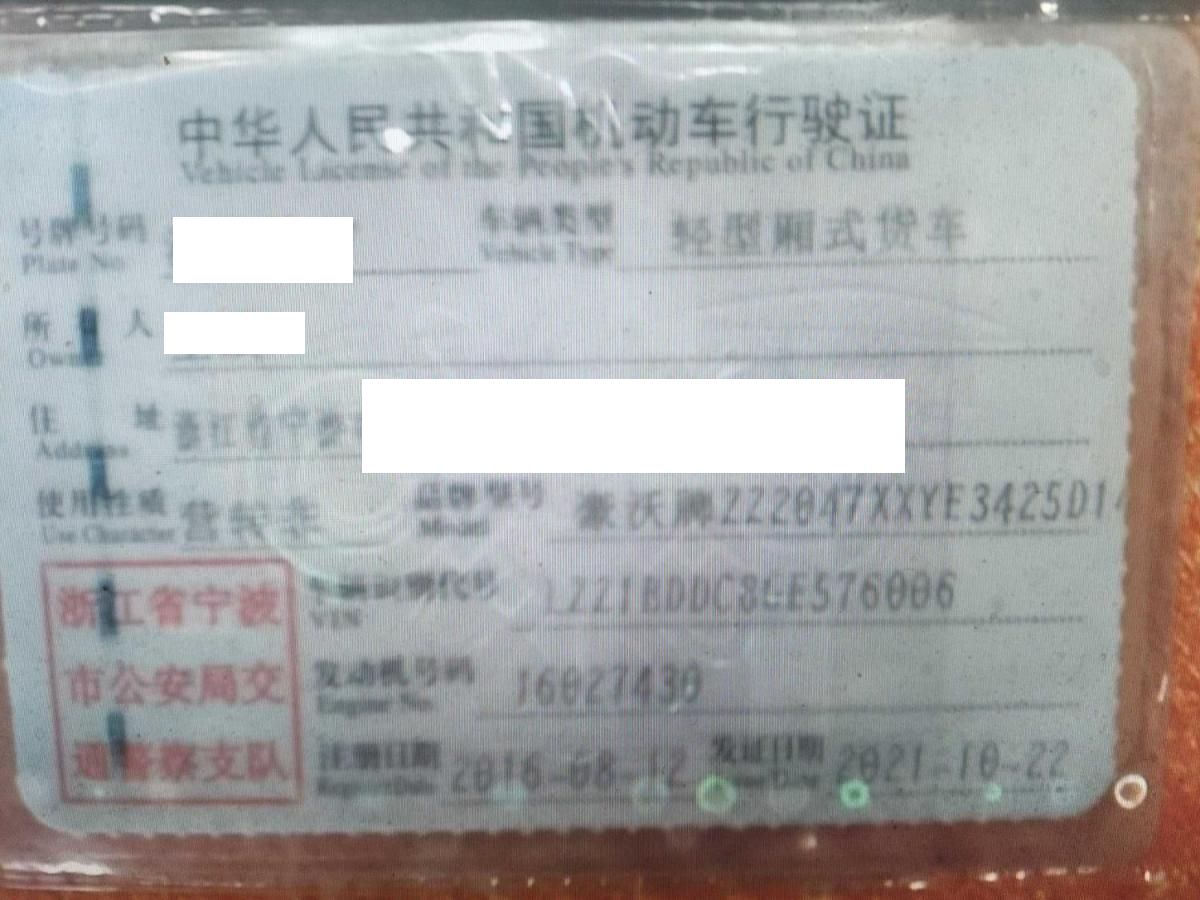 中华人民共和国机动车行驶证
Vehicle License of the People's Republic of China
号牌号码 车辆类型 轻型厢式货车
Plate No. Vehicle Type
所 人
Owner
住 址 浙江省宁波
Address
使用性质 品牌型号 豪沃牌ZZ2047XXYE3425D14
Use Character 营转非 Model
浙江省宁波 车辆识别代号
VIN
市公安局交 发动机号码 16027430
Engine No.
通警察支队 注册日期 2016-08-12 发证日期 2021-10-22
Register Date Issue Date